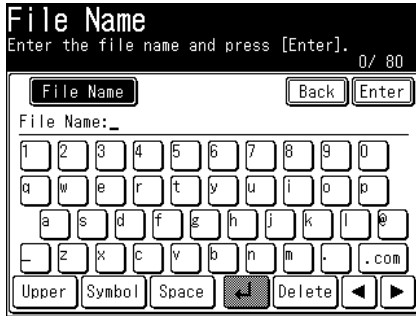 File Name
Enter the file name and press [Enter].
0/ 80
File Name Back Enter
File Name:_
1 2 3 4 5 6 7 8 9 0
q w e r t y u i o p
a s d f g h j k l @
_ z x c v b n m . .com
Upper Symbol Space ↵ Delete ◀ ▶